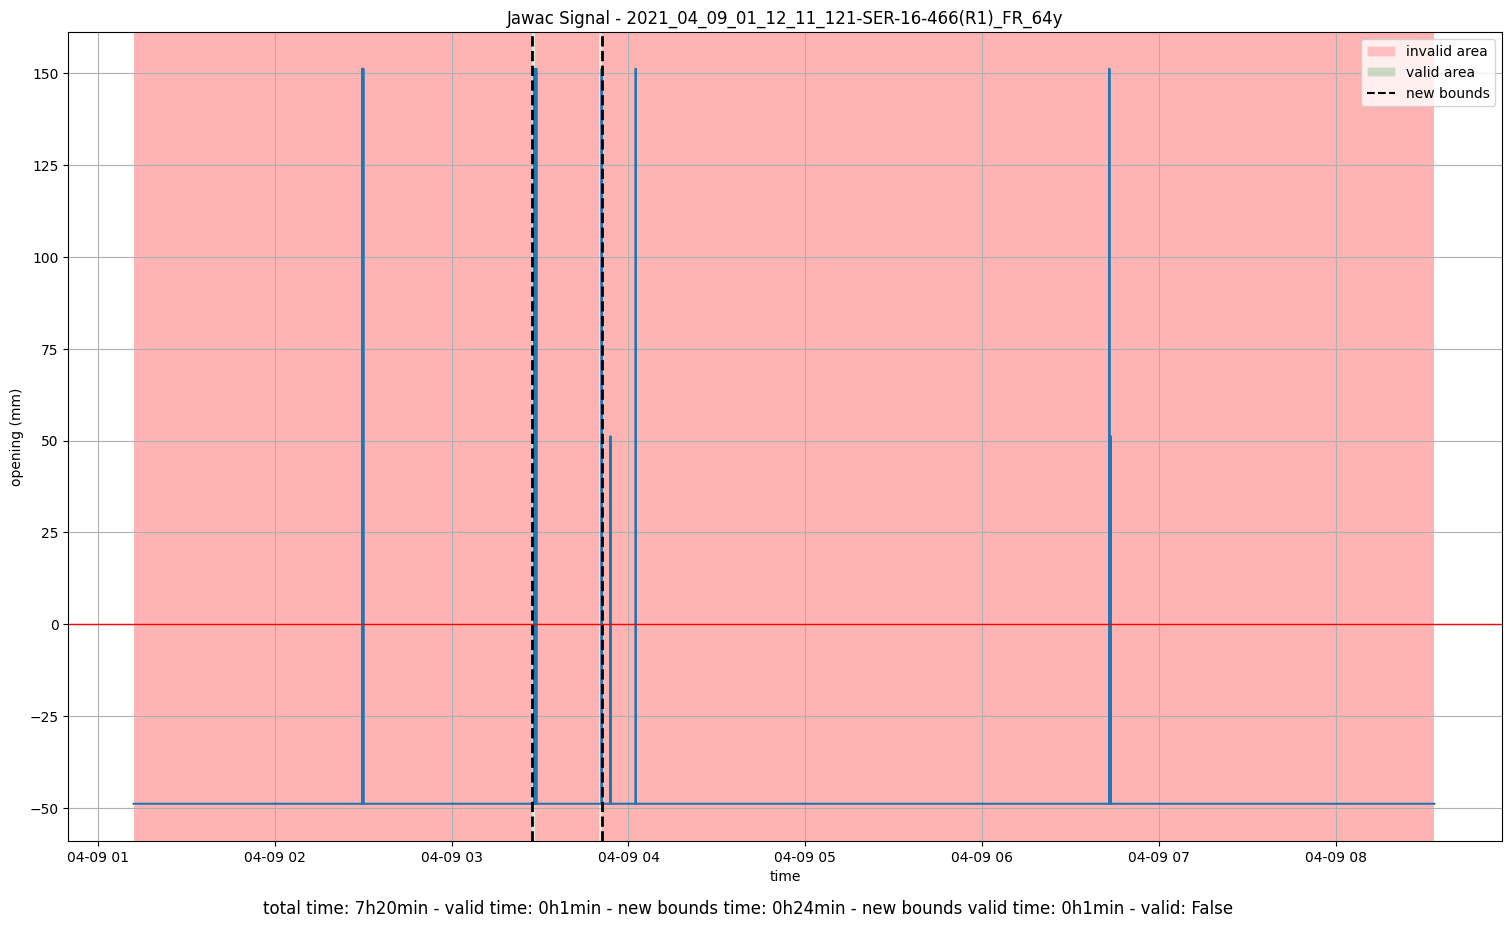 Jawac Signal - 2021_04_09_01_12_11_121-SER-16-466(R1)_FR_64y
invalid area
valid area
new bounds
150
125
100
75
50
25
0
−25
−50
opening (mm)
04-09 01 04-09 02 04-09 03 04-09 04 04-09 05 04-09 06 04-09 07 04-09 08
time
total time: 7h20min - valid time: 0h1min - new bounds time: 0h24min - new bounds valid time: 0h1min - valid: False